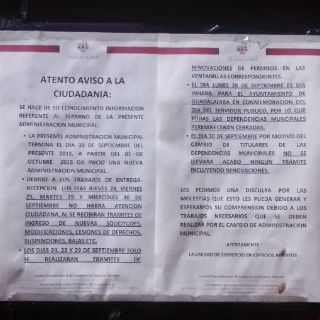 ATENTO AVISO A LA
CIUDADANIA:
SE HACE DE SU CONOCIMIENTO INFORMACION
REFERENTE AL TERMINO DE LA PRESENTE
ADMINISTRACION MUNICIPAL.
• LA PRESENTE ADMINISTRACION MUNICIPAL
TERMINA EL DIA 30 DE SEPTIEMBRE DEL
PRESENTE 2015, A PARTIR DEL 01 DE
OCTUBRE 2015 DA INICIO UNA NUEVA
ADMINISTRACION MUNICIPAL.
• DEBIDO A LOS TRABAJOS DE ENTREGA-
RECEPCION LOS DIAS JUEVES 24, VIERNES
25, MARTES 29 Y MIERCOLES 30 DE
SEPTIEMBRE NO HABRA ATENCION
CIUDADANA, NI SE RECIBIRAN TRAMITES DE
INGRESO DE NUEVAS SOLICITUDES,
MODIFICACIONES, CESIONES DE DERECHOS,
SUSPENSIONES, BAJAS ETC.
• LOS DIAS 24, 25 Y 29 DE SEPTIEMBRE SOLO
SE REALIZARAN TRAMITES DE
RENOVACIONES DE PERMISOS EN LAS
VENTANILLAS CORRESPONDEINTES.
• EL DIA LUNES 28 DE SEPTIEMBRE ES DIA
INHABIL PARA EL AYUNTAMIENTO DE
GUADALAJARA EN CONMEMORACION DEL
DIA DEL SERVIDOR PUBLICO, POR LO QUE
TODAS LAS DEPENDENCIAS MUNICIPALES
PERMANECERAN CERRADAS.
• EL DIA 30 DE SEPTIEMBRE POR MOTIVO DEL
CAMBIO DE TITULARES DE LAS
DEPENDENCIAS MUNICIPALES NO SE
LLEVARA ACABO NINGUN TRAMITE
INCLUYENDO RENOVACIONES.
LES PEDIMOS UNA DISCULPA POR LAS
MOLESTIAS QUE ESTO LES PUEDA GENERAR Y
ESPERAMOS SU COMPRENSION DEBIDO A LOS
TRABAJOS NECESARIOS QUE SE DEBEN
REALIZAR POR EL CAMBIO DE ADMINISTRACION
MUNICIPAL.
ATENTAMENTE
LA UNIDAD DE COMERCIO EN ESPACIOS ABIERTOS